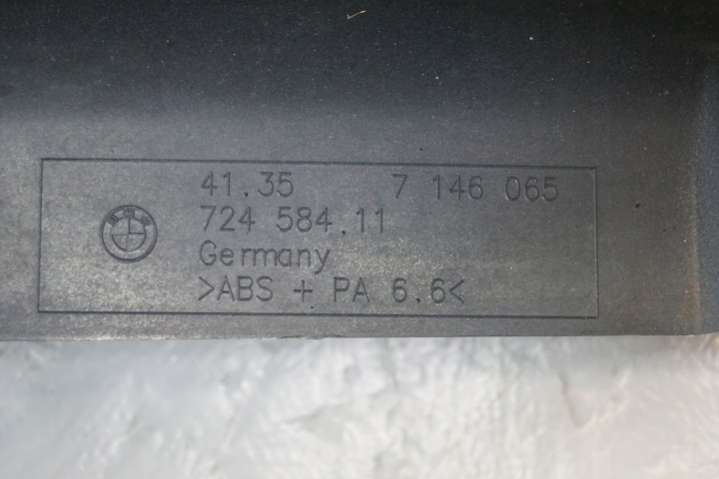 41.35 7 146 065
724 584.11
Germany
>ABS + PA 6.6<